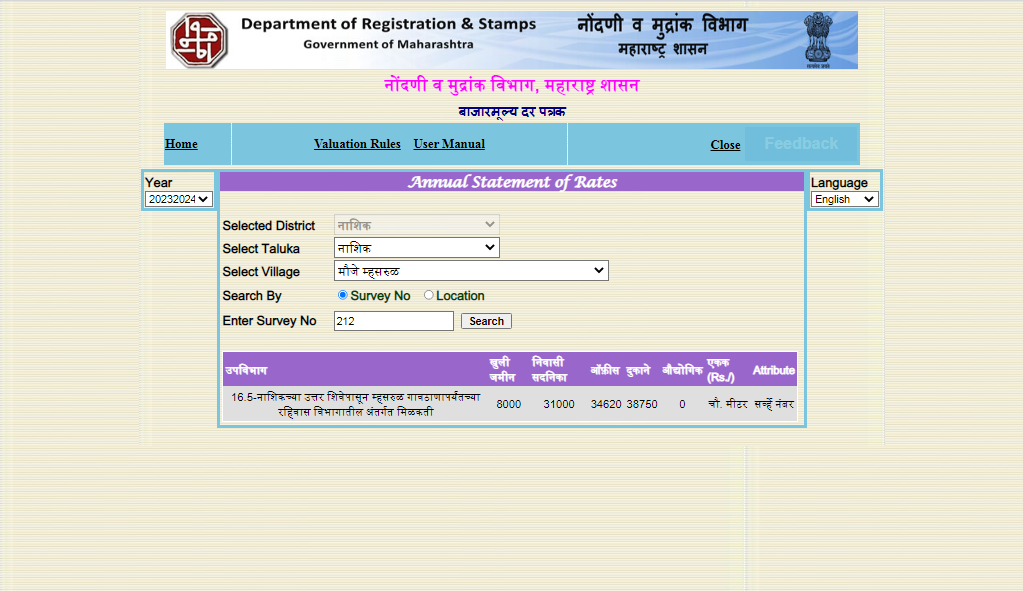 Department of Registration & Stamps
Government of Maharashtra
नोंदणी व मुद्रांक विभाग
महाराष्ट्र शासन
नोंदणी व मुद्रांक विभाग, महाराष्ट्र शासन
बाजारमूल्य दर पत्रक
Home Valuation Rules User Manual Close Feedback
Year Annual Statement of Rates Language
20232024 English
Selected District नाशिक
Select Taluka नाशिक
Select Village मौजे म्हसरुळ
Search By Survey No Location
Enter Survey No 212 Search
उपविभाग खुली जमीन निवासी सदनिका ऑफ़ीस दुकाने औद्योगिक एकक (Rs./) Attribute
16.5-नाशिकच्या उत्तर शिवेपासून म्हसरुळ गावठाणापर्यंतच्या
रहिवास विभागातील अंतर्गत मिळकती 8000 31000 34620 38750 0 चौ. मीटर सर्व्हे नंबर